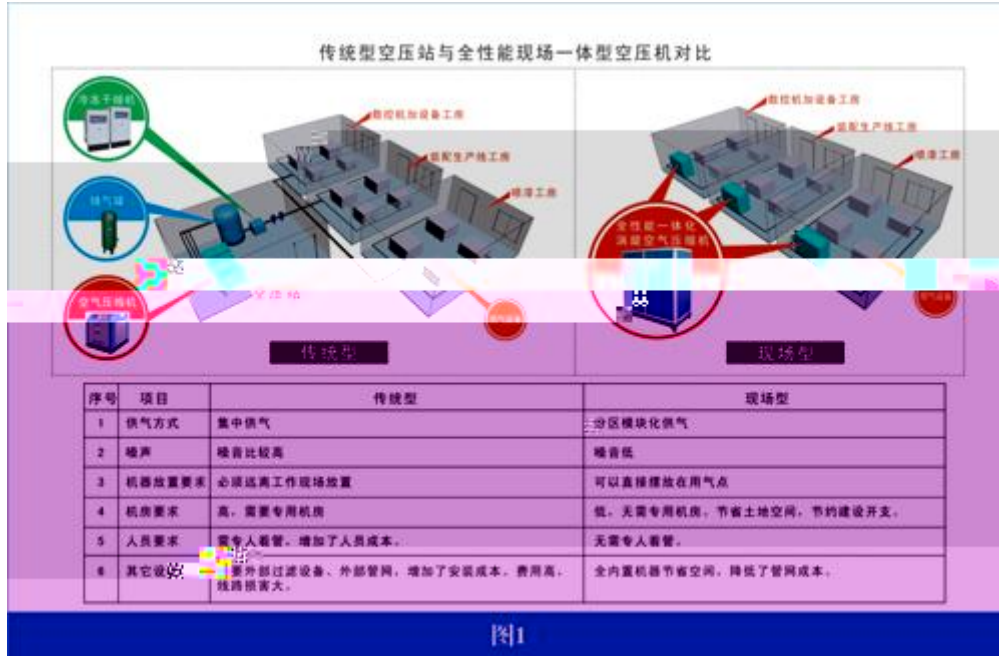 传统型空压站与全性能现场一体型空压机对比
冷冻干燥机
数控机加设备工房
装配生产线工房
喷漆工房
储气罐
空气压缩机
空压站
传统型
数控机加设备工房
装配生产线工房
喷漆工房
全性能一体化
涡旋空气压缩机
现场型
序号 项目 传统型 现场型
1 供气方式 集中供气 分区模块化供气
2 噪声 噪音比较高 噪音低
3 机器放置要求 必须远离工作现场放置 可以直接摆放在用气点
4 机房要求 高，需要专用机房 低，无需专用机房，节省土地空间，节约建设开支。
5 人员要求 需专人看管，增加了人员成本。 无需专人看管。
6 其它设 要外部过滤设备、外部管网，增加了安装成本，费用高， 全内置机器节省空间，降低了管网成本。
线路损害大。
图1